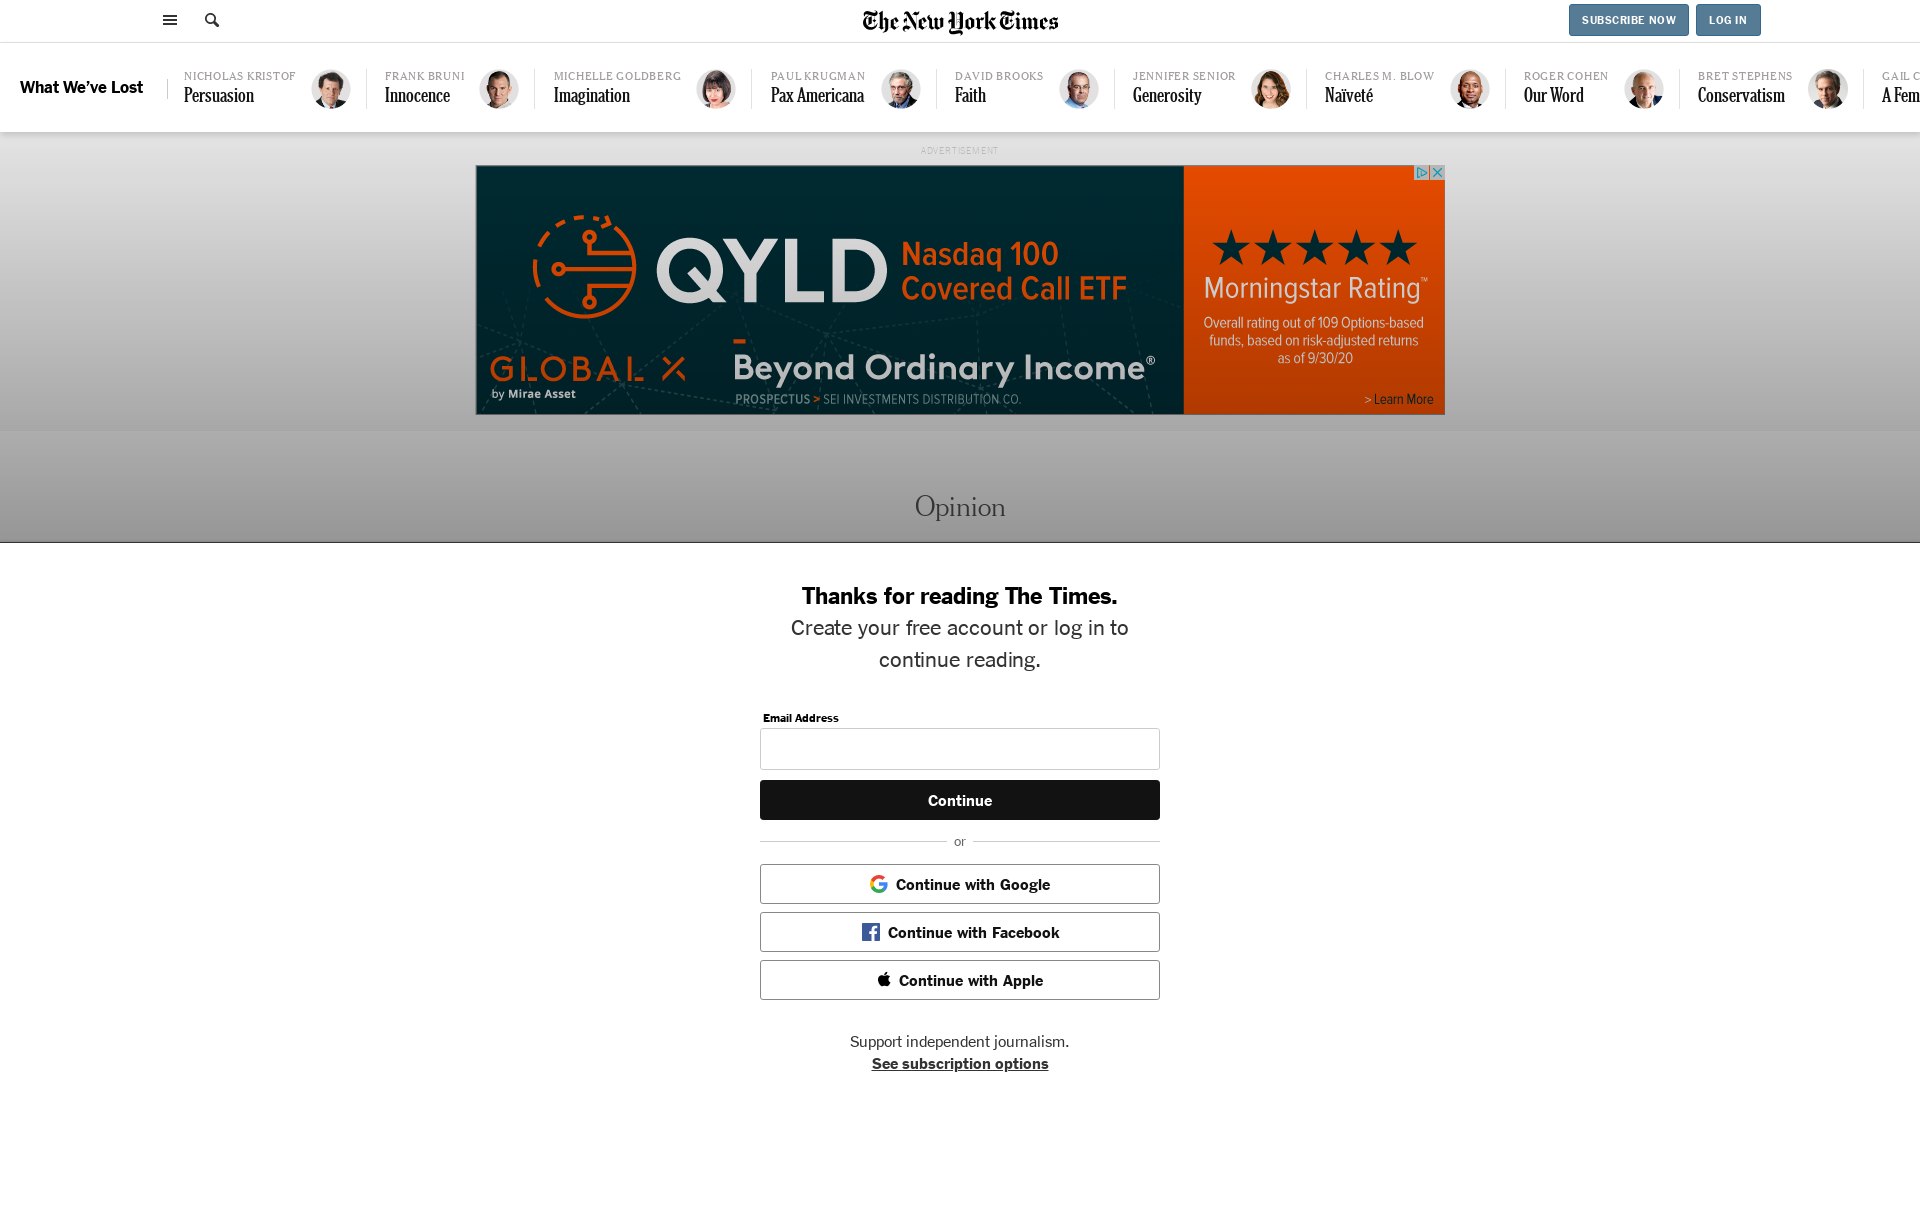 The New York Times
SUBSCRIBE NOW
LOG IN
What We've Lost
NICHOLAS KRISTOF
Persuasion
FRANK BRUNI
Innocence
MICHELLE GOLDBERG
Imagination
PAUL KRUGMAN
Pax Americana
DAVID BROOKS
Faith
JENNIFER SENIOR
Generosity
CHARLES M. BLOW
Naïveté
ROGER COHEN
Our Word
BRET STEPHENS
Conservatism
GAIL C
A Fem
ADVERTISEMENT
QYLD
Nasdaq 100
Covered Call ETF
GLOBAL X
by Mirae Asset
Beyond Ordinary Income®
PROSPECTUS > SEI INVESTMENTS DISTRIBUTION CO.
Morningstar Rating™
Overall rating out of 109 Options-based
funds, based on risk-adjusted returns
as of 9/30/20
> Learn More
Opinion
Thanks for reading The Times.
Create your free account or log in to
continue reading.
Email Address
Continue
or
Continue with Google
Continue with Facebook
Continue with Apple
Support independent journalism.
See subscription options